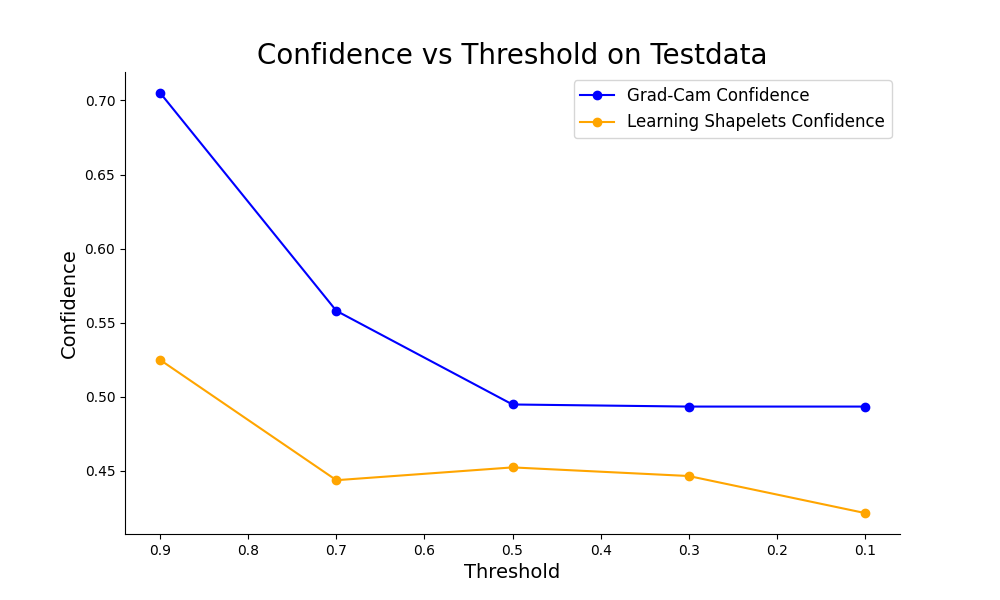 Confidence vs Threshold on Testdata
Grad-Cam Confidence
Learning Shapelets Confidence
Confidence
0.70
0.65
0.60
0.55
0.50
0.45
0.9 0.8 0.7 0.6 0.5 0.4 0.3 0.2 0.1
Threshold